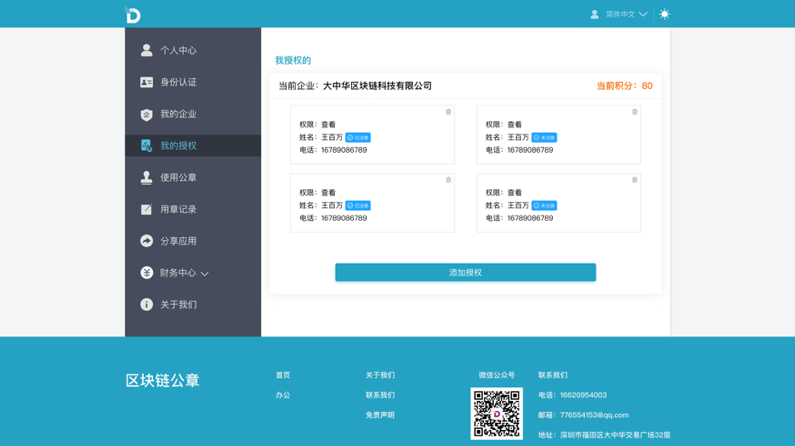 简体中文
个人中心
身份认证
我的企业
我的授权
使用公章
用章记录
分享应用
财务中心
关于我们
我授权的
当前企业：大中华区块链科技有限公司
当前积分：80
权限：查看
姓名：王百万 已注册
电话：16789086789
权限：查看
姓名：王百万 未注册
电话：16789086789
权限：查看
姓名：王百万 已注册
电话：16789086789
权限：查看
姓名：王百万 未注册
电话：16789086789
添加授权
区块链公章
首页
办公
关于我们
联系我们
免责声明
微信公众号
联系我们
电话：16620954003
邮箱：776554153@qq.com
地址：深圳市福田区大中华交易广场32层